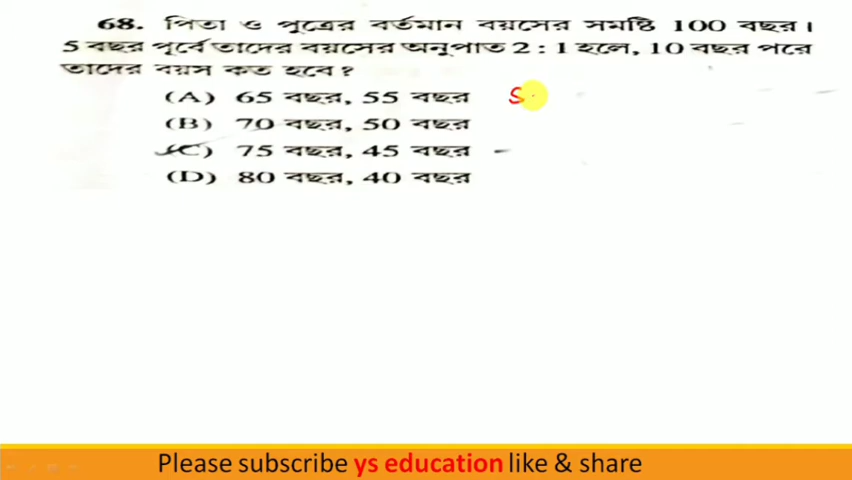 68. পিতা ও পুত্রের বর্তমান বয়সের সমষ্টি 100 বছর।
5 বছর পূর্বে তাদের বয়সের অনুপাত 2 : 1 হলে, 10 বছর পরে
তাদের বয়স কত হবে?
(A) 65 বছর, 55 বছর S
(B) 70 বছর, 50 বছর
(C) 75 বছর, 45 বছর
(D) 80 বছর, 40 বছর
Please subscribe ys education like & share